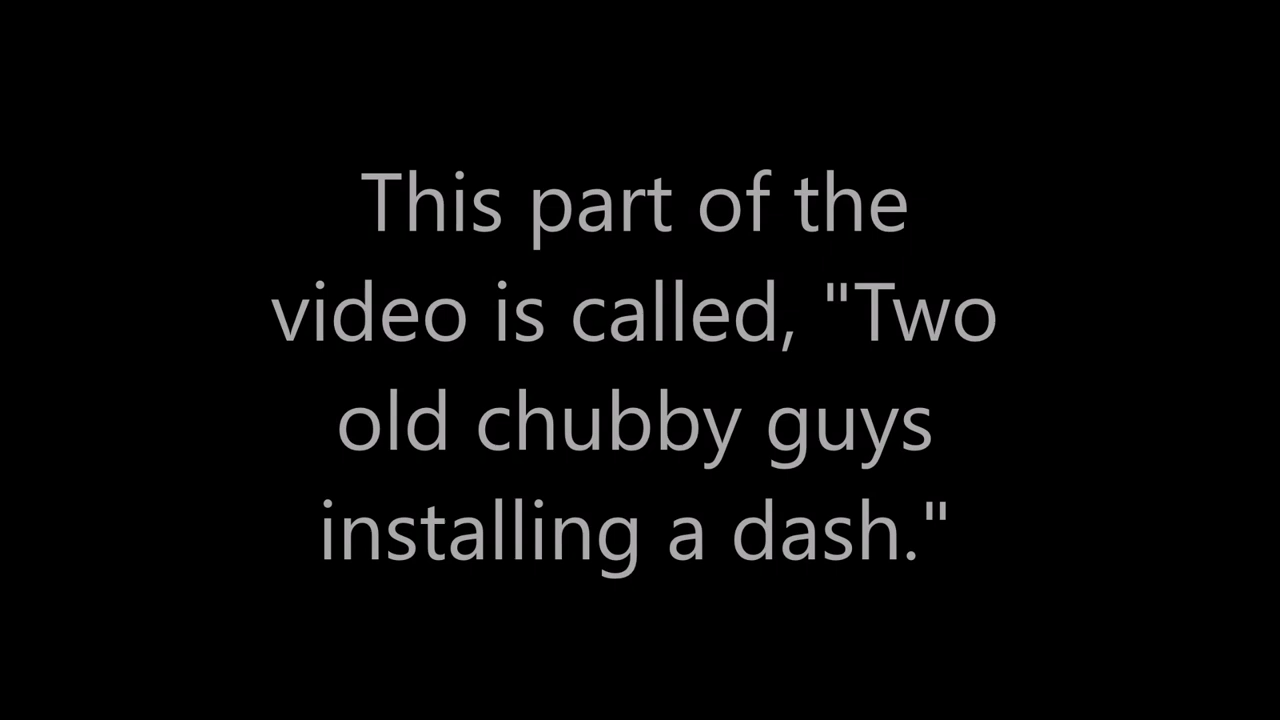 This part of the
video is called, "Two
old chubby guys
installing a dash."